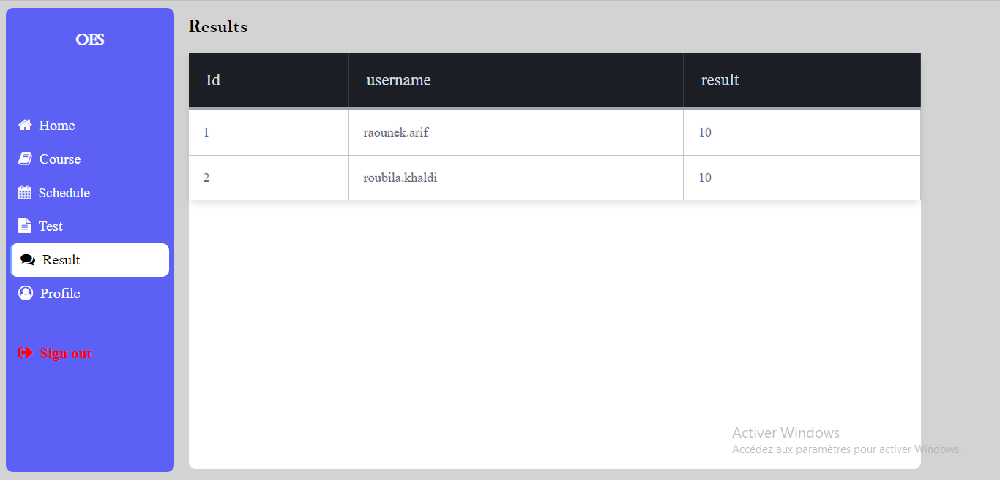 OES
Home
Course
Schedule
Test
Result
Profile
Sign out
Results
Id username result
1 raounek.arif 10
2 roubila.khaldi 10
Activer Windows
Accédez aux paramètres pour activer Windows.